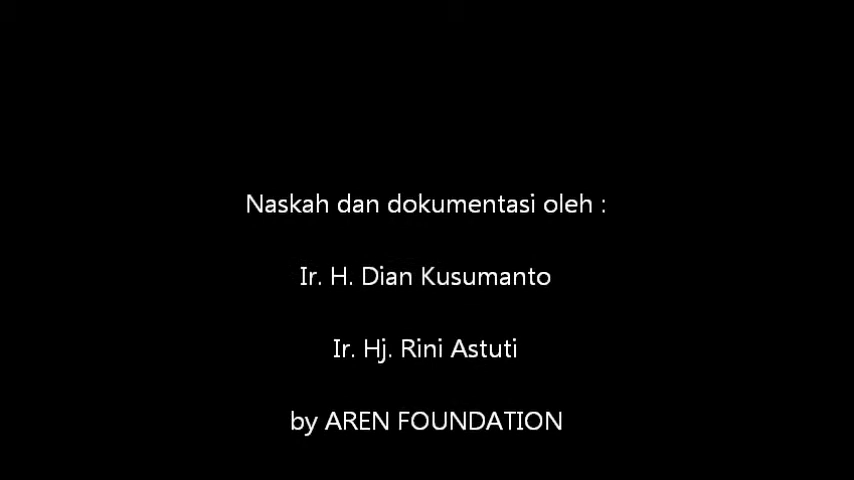 Naskah dan dokumentasi oleh :
Ir. H. Dian Kusumanto
Ir. Hj. Rini Astuti
by AREN FOUNDATION